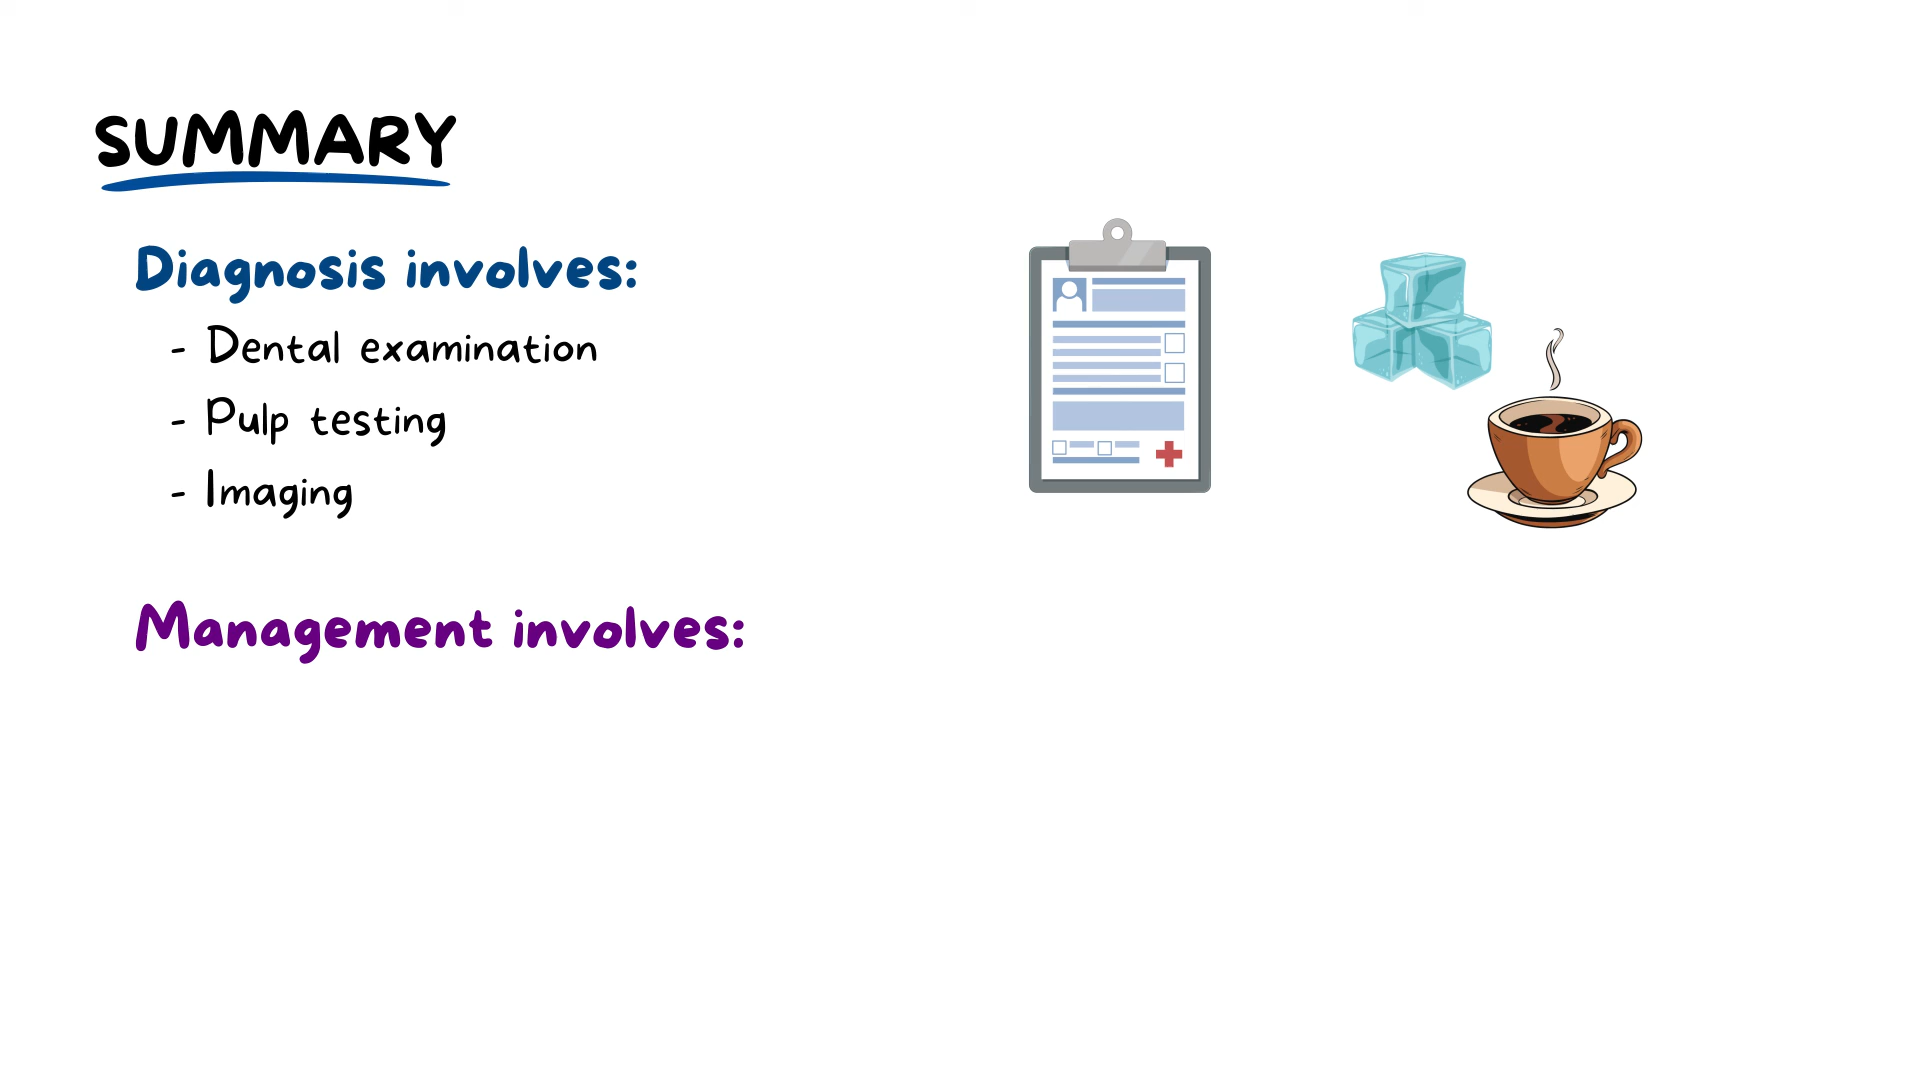 SUMMARY
Diagnosis involves:
- Dental examination
- Pulp testing
- Imaging
Management involves: